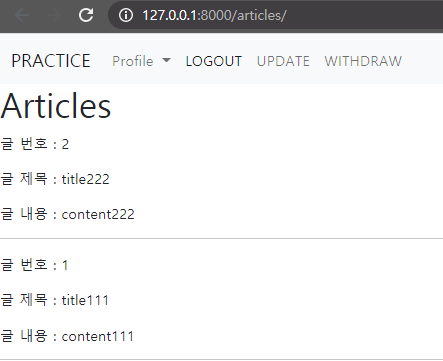 127.0.0.1:8000/articles/
PRACTICE Profile LOGOUT UPDATE WITHDRAW
Articles
글 번호 : 2
글 제목 : title222
글 내용 : content222
글 번호 : 1
글 제목 : title111
글 내용 : content111